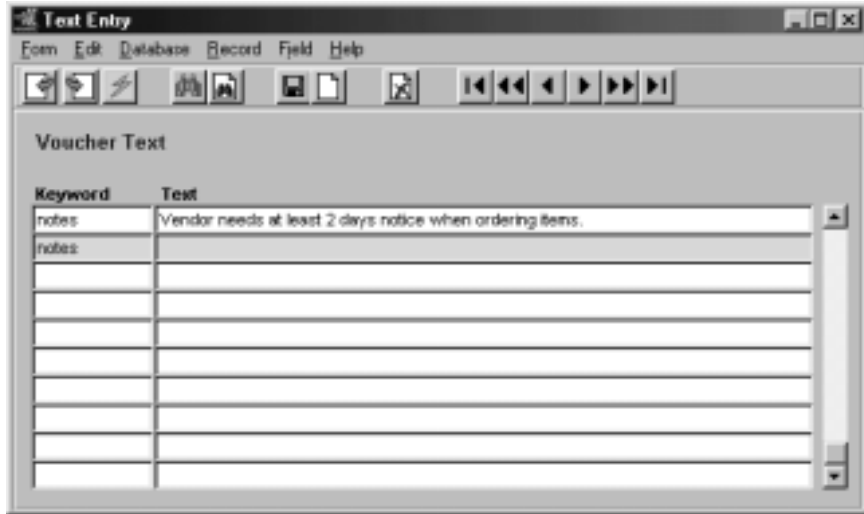 Text Entry
Form Edit Database Record Field Help
Voucher Text
Keyword Text
notes Vendor needs at least 2 days notice when ordering items.
notes